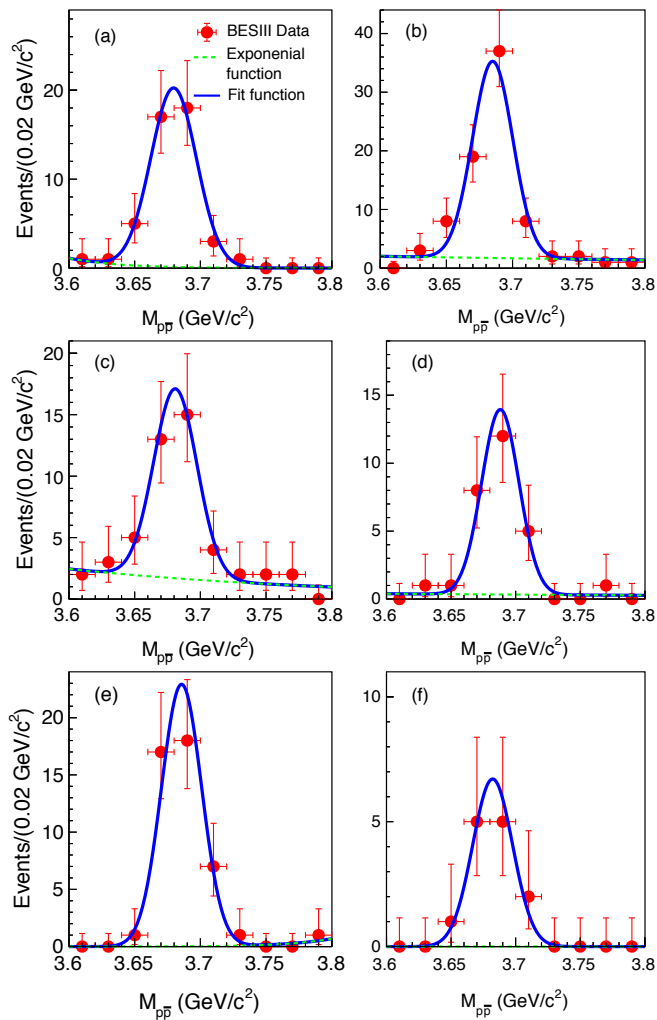 (a)
BESIII Data
Exponenial
function
Fit function
Events/(0.02 GeV/c²)
0
10
20
3.6
3.65
3.7
3.75
3.8
M_pp̅ (GeV/c²)
(b)
0
10
20
30
40
3.6
3.65
3.7
3.75
3.8
M_pp̅ (GeV/c²)
(c)
Events/(0.02 GeV/c²)
0
5
10
15
20
3.6
3.65
3.7
3.75
3.8
M_pp̅ (GeV/c²)
(d)
0
5
10
15
3.6
3.65
3.7
3.75
3.8
M_pp̅ (GeV/c²)
(e)
Events/(0.02 GeV/c²)
0
5
10
15
20
3.6
3.65
3.7
3.75
3.8
M_pp̅ (GeV/c²)
(f)
0
5
10
3.6
3.65
3.7
3.75
3.8
M_pp̅ (GeV/c²)